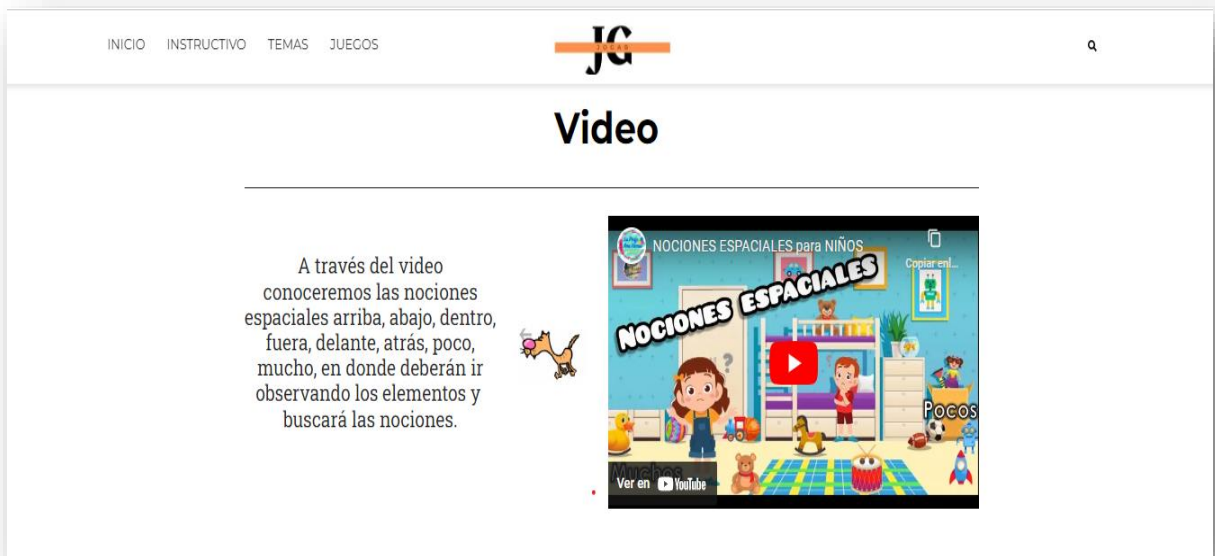 INICIO INSTRUCTIVO TEMAS JUEGOS
JG
JUGAR
Video
A través del video
conoceremos las nociones
espaciales arriba, abajo, dentro,
fuera, delante, atrás, poco,
mucho, en donde deberán ir
observando los elementos y
buscará las nociones.
NOCIONES ESPACIALES para NIÑOS
Copiar enl...
NOCIONES ESPACIALES
Pocos
Muchos
Ver en YouTube